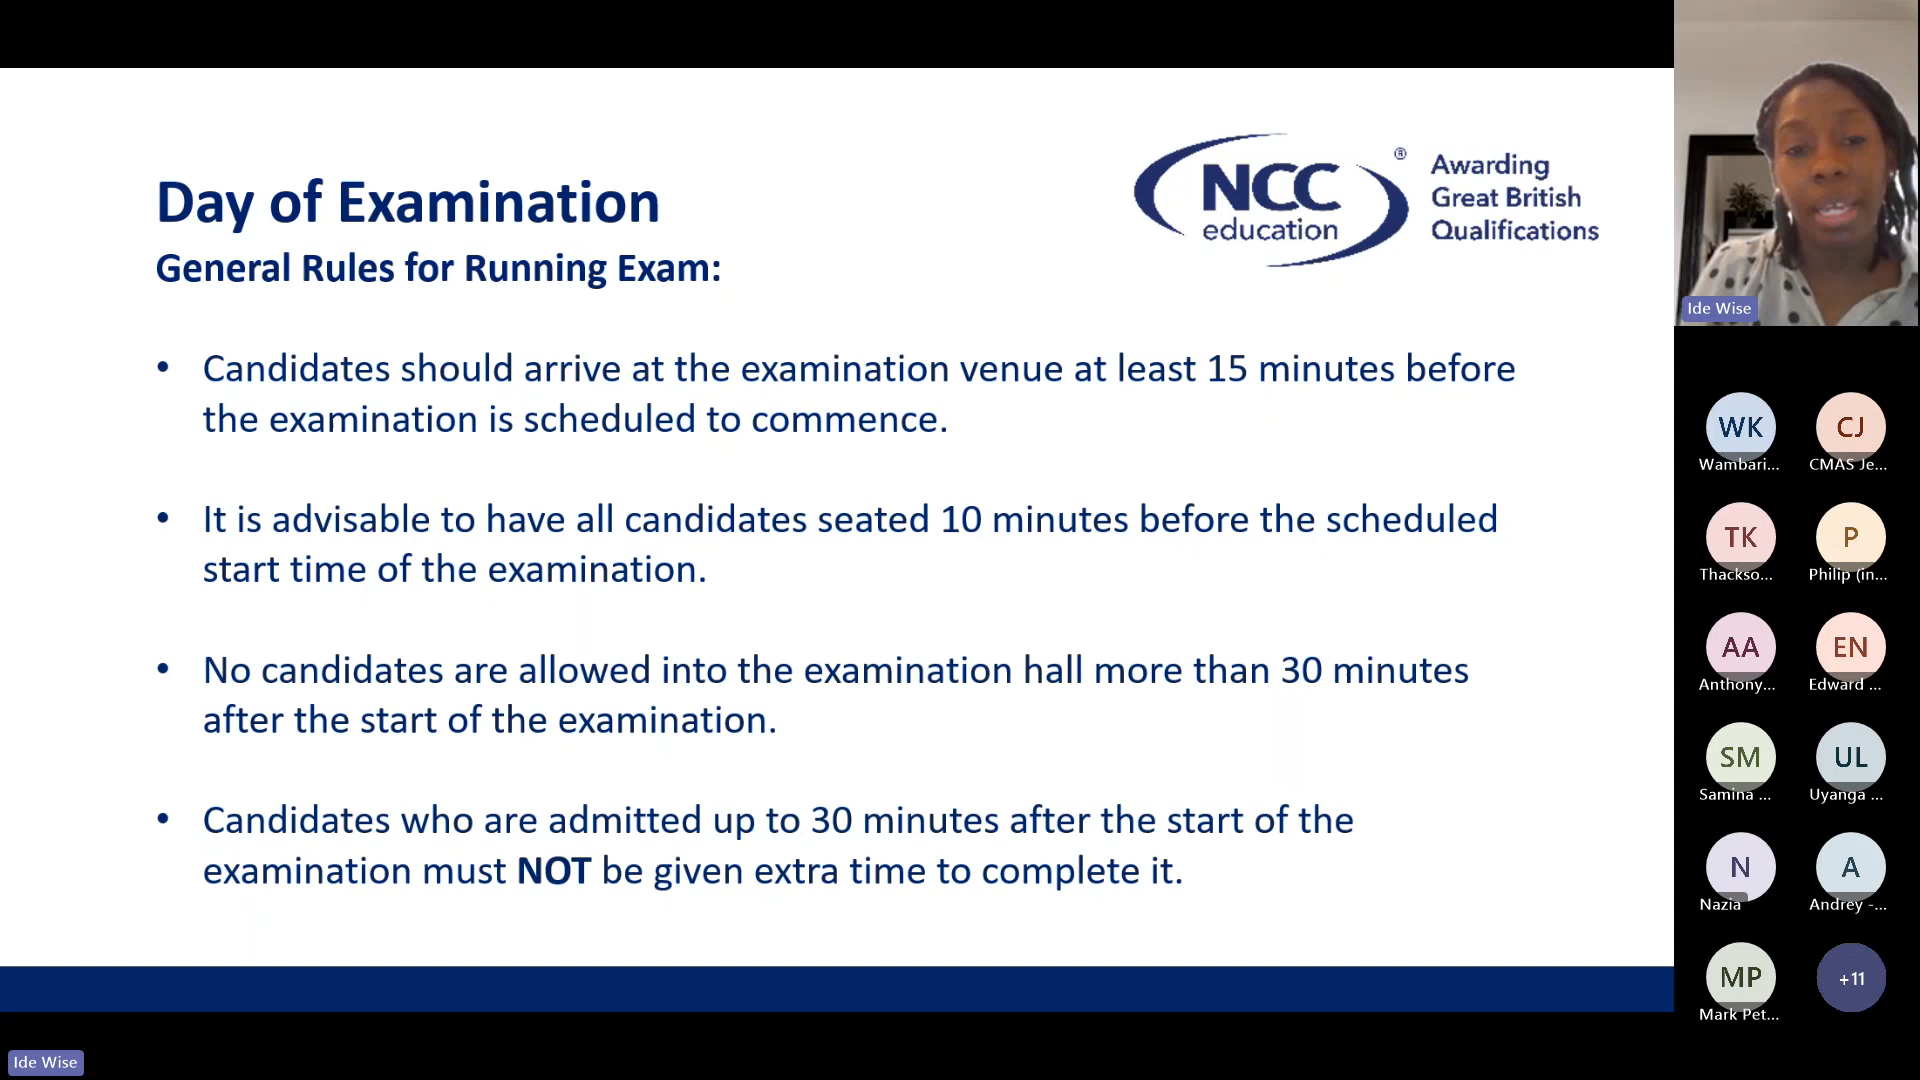 Day of Examination
General Rules for Running Exam:
NCC
education
®
Awarding
Great British
Qualifications
• Candidates should arrive at the examination venue at least 15 minutes before
the examination is scheduled to commence.
• It is advisable to have all candidates seated 10 minutes before the scheduled
start time of the examination.
• No candidates are allowed into the examination hall more than 30 minutes
after the start of the examination.
• Candidates who are admitted up to 30 minutes after the start of the
examination must NOT be given extra time to complete it.
Ide Wise
WK
Wambari...
CJ
CMAS Je...
TK
Thackso...
P
Philip (in...
AA
Anthony...
EN
Edward ...
SM
Samina ...
UL
Uyanga ...
N
Nazia
A
Andrey -...
MP
Mark Pet...
+11
Ide Wise